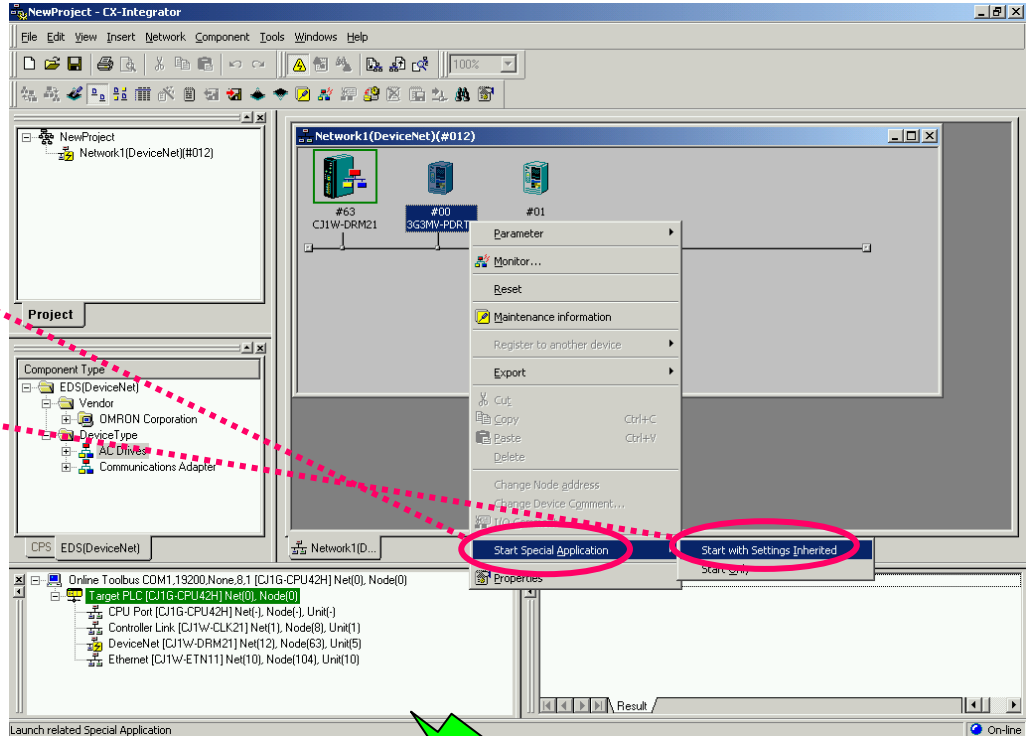 NewProject - CX-Integrator
File Edit View Insert Network Component Tools Windows Help
100%
NewProject
Network1(DeviceNet)(#012)
Project
Component Type
EDS(DeviceNet)
Vendor
OMRON Corporation
DeviceType
AC Drives
Communications Adapter
CPS EDS(DeviceNet)
Network1(DeviceNet)(#012)
#63
CJ1W-DRM21
#00
3G3MV-PDRT
#01
Parameter
Monitor...
Reset
Maintenance information
Register to another device
Export
Cut
Copy Ctrl+C
Paste Ctrl+V
Delete
Change Node address
Change Device Comment...
I/O Comment
Start Special Application
Properties
Start with Settings Inherited
Start Only
Network1(D...
Online Toolbus COM1,19200,None,8,1 [CJ1G-CPU42H] Net(0), Node(0)
Target PLC [CJ1G-CPU42H] Net(0), Node(0)
CPU Port [CJ1G-CPU42H] Net(-), Node(-), Unit(-)
Controller Link [CJ1W-CLK21] Net(1), Node(8), Unit(1)
DeviceNet [CJ1W-DRM21] Net(12), Node(63), Unit(5)
Ethernet [CJ1W-ETN11] Net(10), Node(104), Unit(10)
Result
Launch related Special Application
On-line